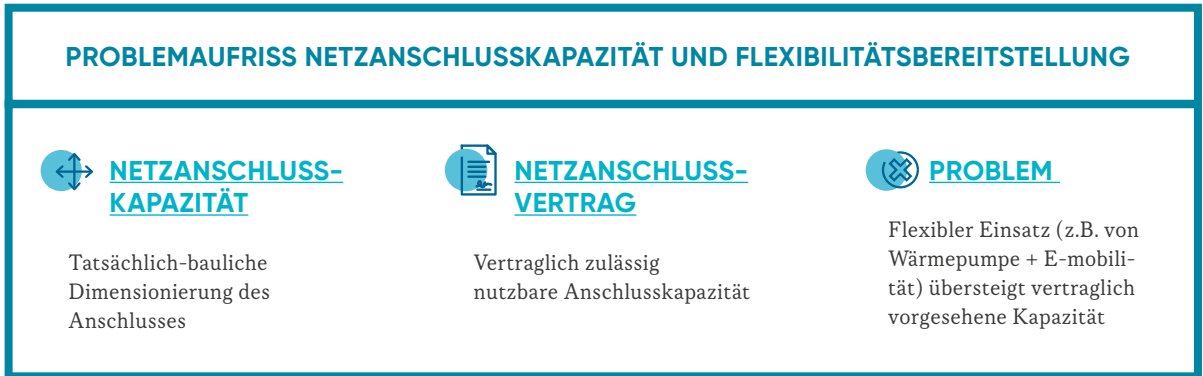 PROBLEMAUFRISS NETZANSCHLUSSKAPAZITÄT UND FLEXIBILITÄTSBEREITSTELLUNG
NETZANSCHLUSS-
KAPAZITÄT
Tatsächlich-bauliche
Dimensionierung des
Anschlusses
NETZANSCHLUSS-
VERTRAG
Vertraglich zulässig
nutzbare Anschlusskapazität
PROBLEM
Flexibler Einsatz (z.B. von
Wärmepumpe + E-mobili-
tät) übersteigt vertraglich
vorgesehene Kapazität